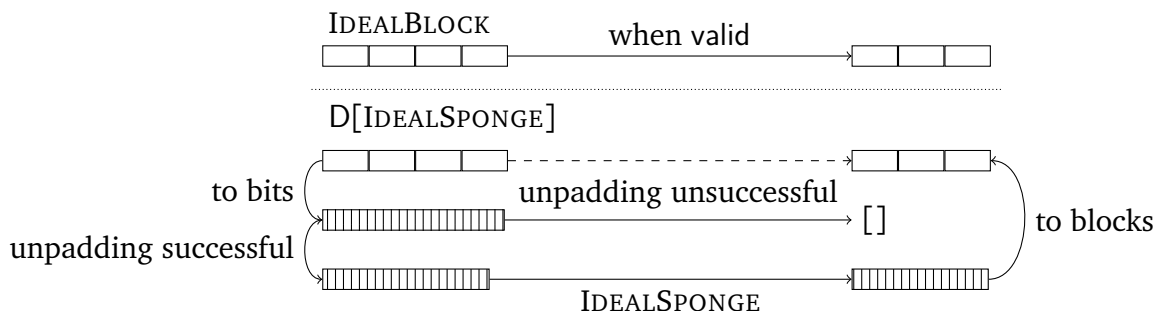 IDEALBLOCK
when valid
D[IDEALSPONGE]
to bits
unpadding unsuccessful
[]
to blocks
unpadding successful
IDEALSPONGE